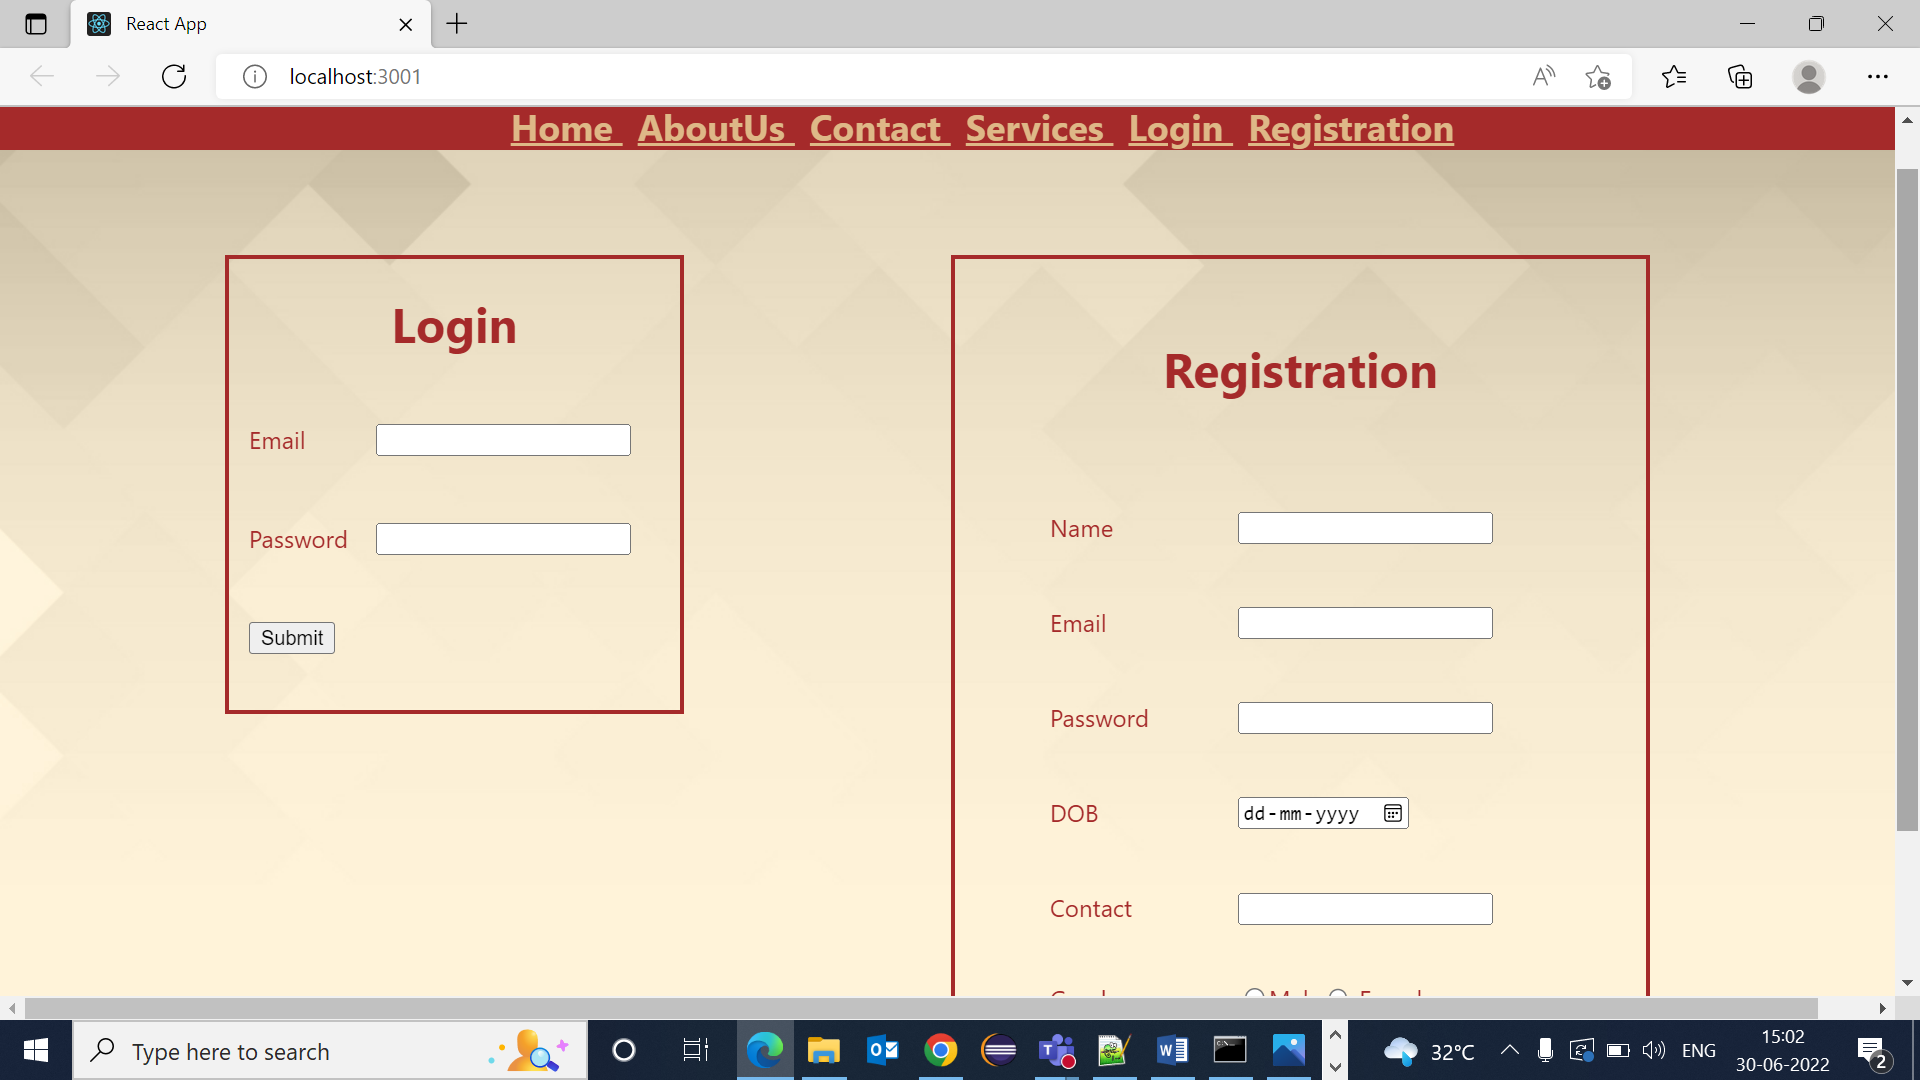 React App
localhost:3001
Home AboutUs Contact Services Login Registration
Login
Email
Password
Submit
Registration
Name
Email
Password
DOB dd-mm-yyyy
Contact
Type here to search
32°C
ENG
15:02
30-06-2022
2